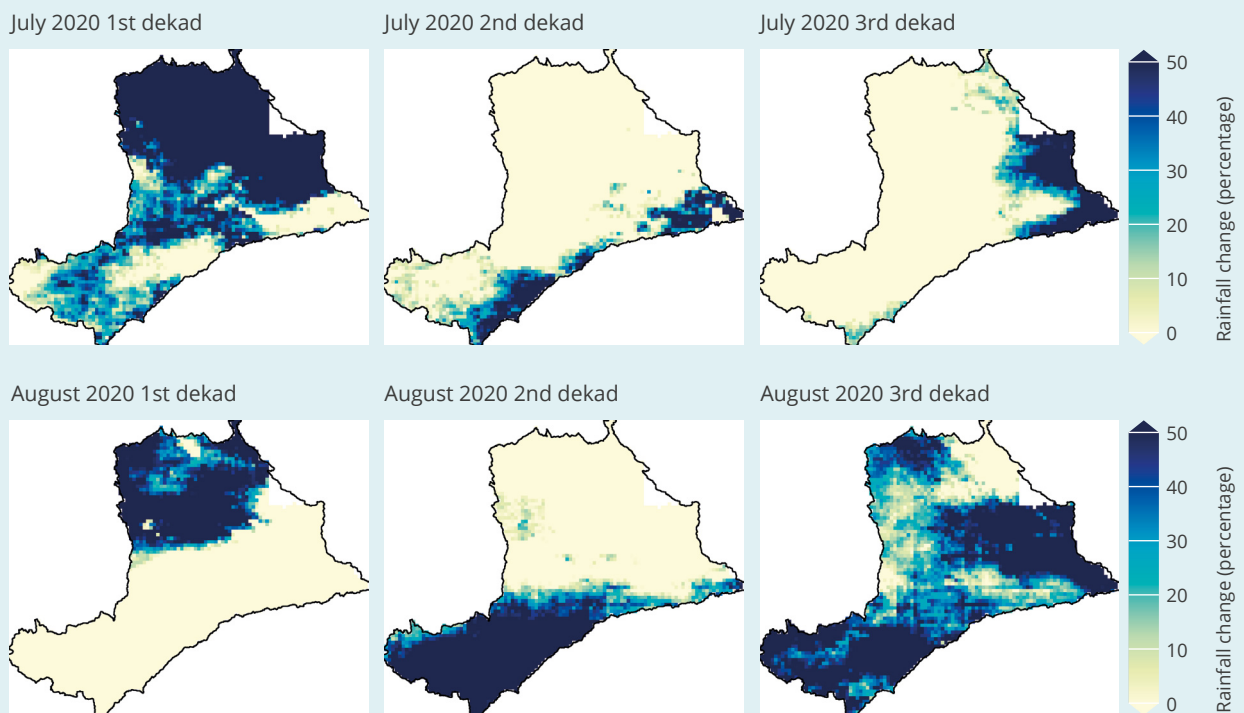 July 2020 1st dekad
July 2020 2nd dekad
July 2020 3rd dekad
50
40
30
20
10
0
Rainfall change (percentage)
August 2020 1st dekad
August 2020 2nd dekad
August 2020 3rd dekad
50
40
30
20
10
0
Rainfall change (percentage)